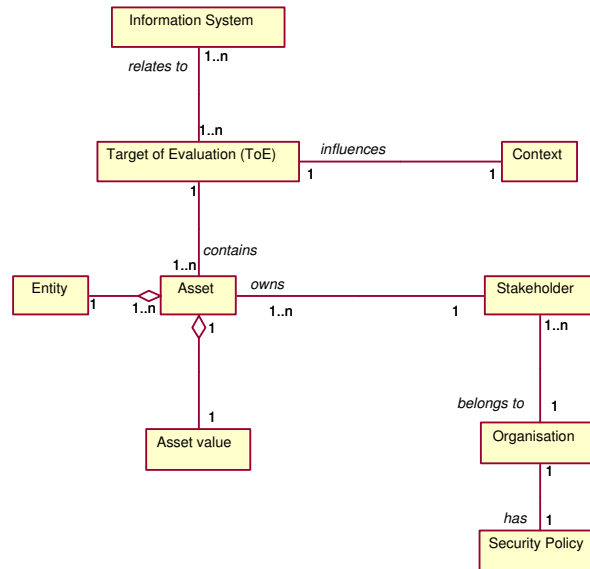 Information System
1..n
relates to
1..n
Target of Evaluation (ToE)
influences
Context
1
1
1
contains
1..n
Entity
Asset
owns
Stakeholder
1
1..n
1..n
1
1
1..n
1
belongs to
1
Asset value
Organisation
1
has
1
Security Policy